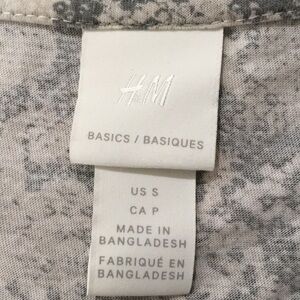 H&M
BASICS / BASIQUES
US S
CA P
MADE IN
BANGLADESH
FABRIQUÉ EN
BANGLADESH